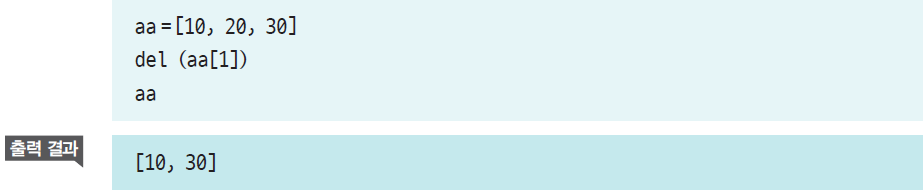 aa=[10, 20, 30]
del (aa[1])
aa
출력 결과
[10, 30]